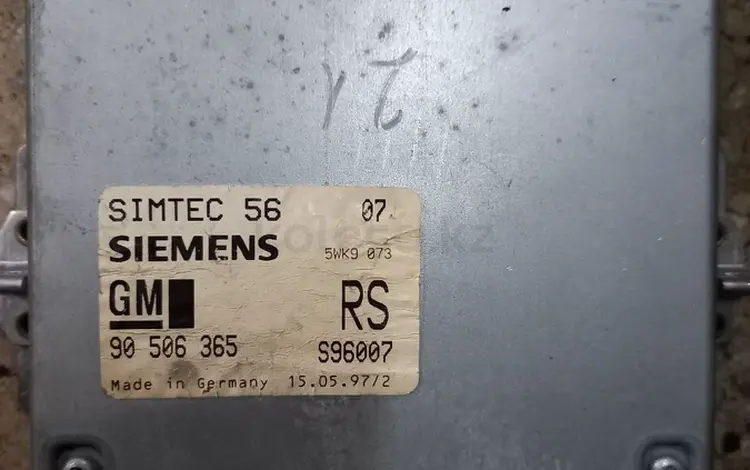 SIMTEC 56 07
SIEMENS 5WK9 073
GM RS
90 506 365 S96007
Made in Germany 15.05.97/2